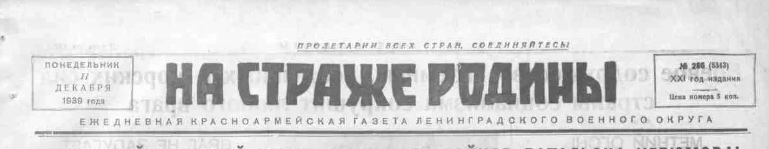 ПРОЛЕТАРИИ ВСЕХ СТРАН, СОЕДИНЯЙТЕСЬ!
ПОНЕДЕЛЬНИК
11
ДЕКАБРЯ
1939 года
НА СТРАЖЕ РОДИНЫ
№ 286 (5543)
XXI год издания
Цена номера 5 коп.
ЕЖЕДНЕВНАЯ КРАСНОАРМЕЙСКАЯ ГАЗЕТА ЛЕНИНГРАДСКОГО ВОЕННОГО ОКРУГА